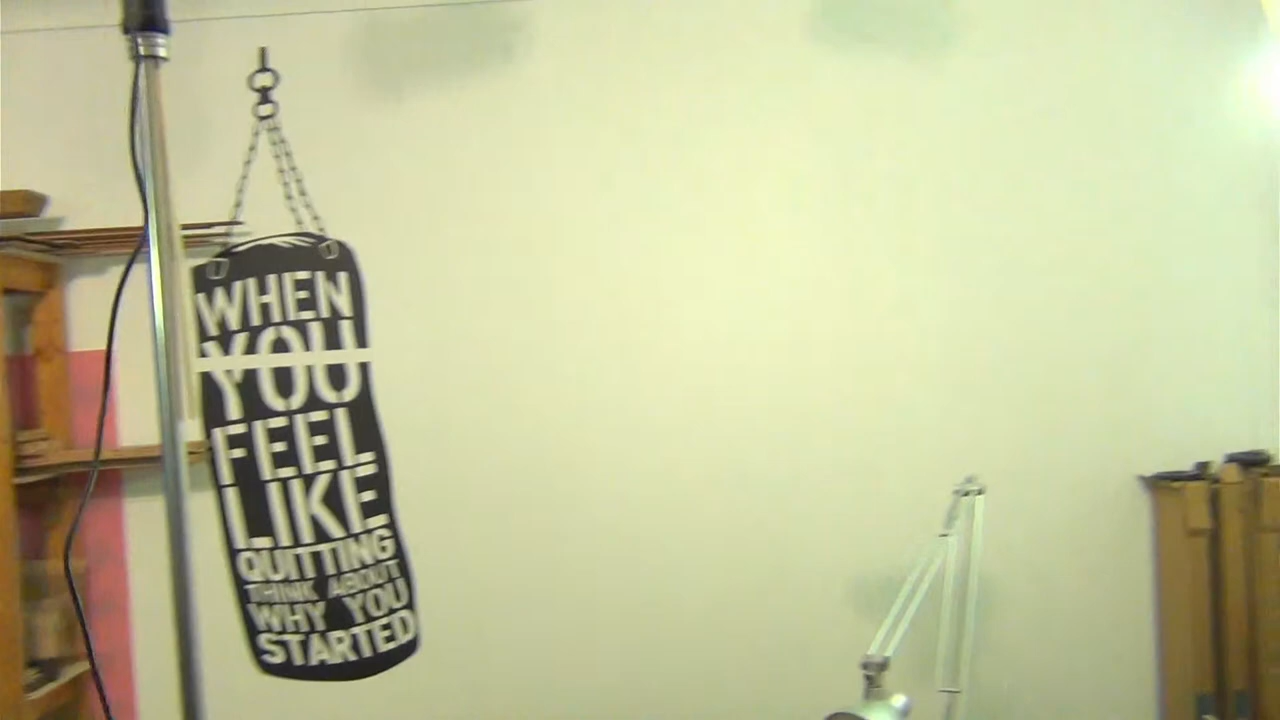 WHEN
YOU
FEEL
LIKE
QUITTING
THINK ABOUT
WHY YOU
STARTED